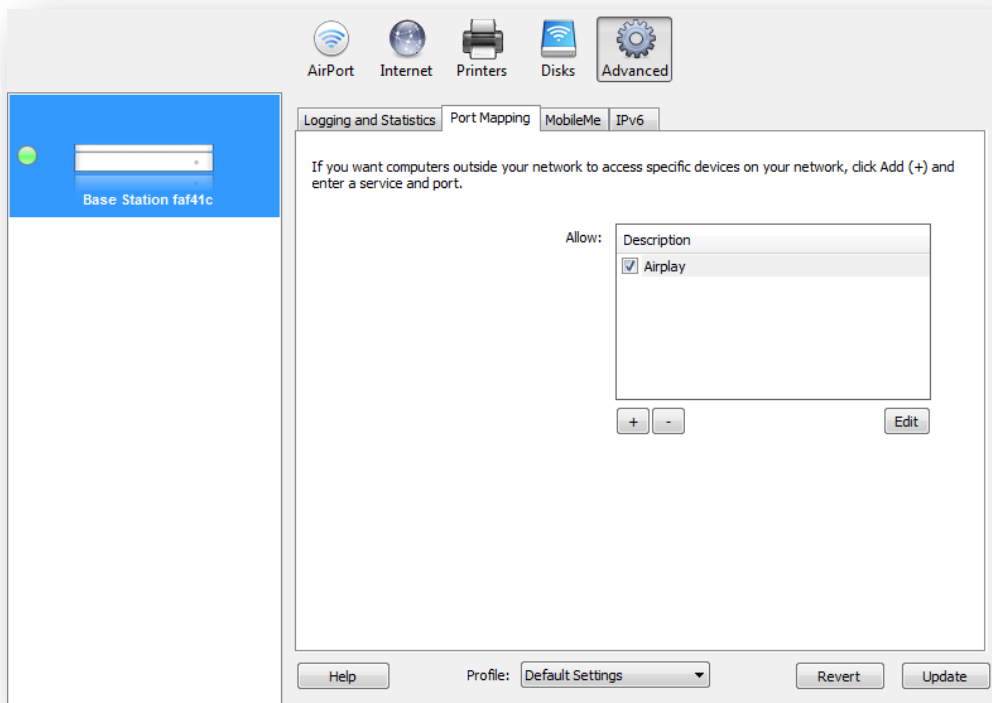 AirPort Internet Printers Disks Advanced
Base Station faf41c
Logging and Statistics Port Mapping MobileMe IPv6
If you want computers outside your network to access specific devices on your network, click Add (+) and
enter a service and port.
Allow:
Description
Airplay
+ - Edit
Help Profile: Default Settings Revert Update